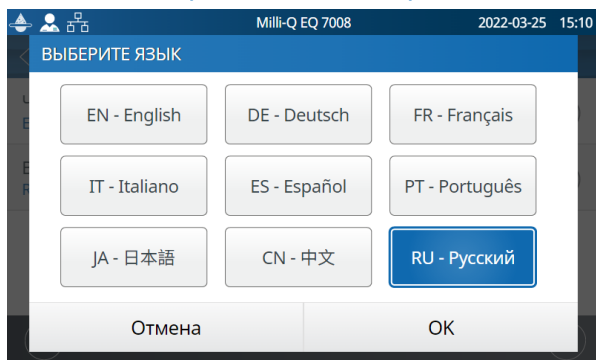 Milli-Q EQ 7008 2022-03-25 15:10
ВЫБЕРИТЕ ЯЗЫК
EN - English DE - Deutsch FR - Français
IT - Italiano ES - Español PT - Português
JA - 日本語 CN - 中文 RU - Русский
Отмена OK